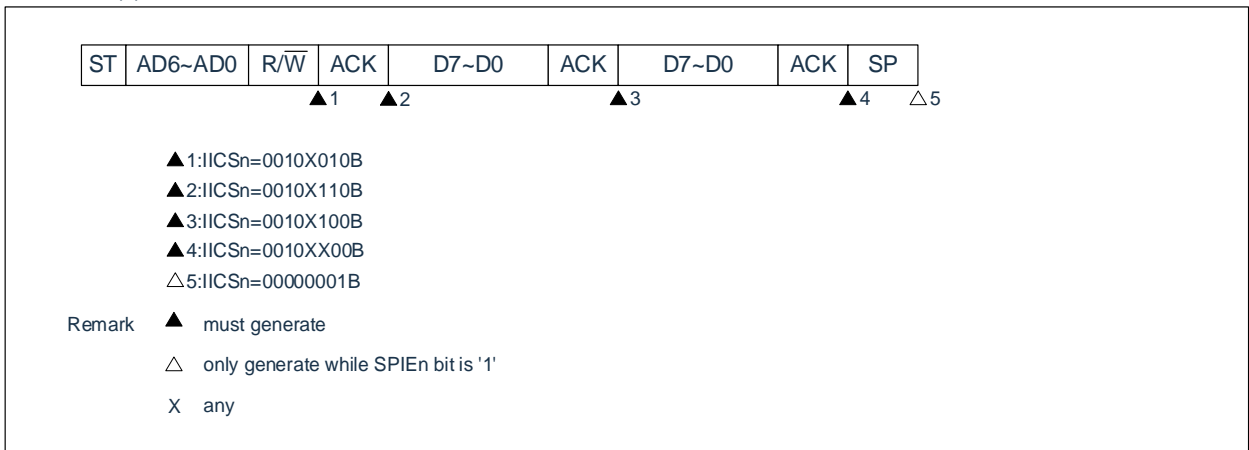 ST AD6~AD0 R/W̅ ACK D7~D0 ACK D7~D0 ACK SP
▲1 ▲2 ▲3 ▲4 △5
▲1:IICSn=0010X010B
▲2:IICSn=0010X110B
▲3:IICSn=0010X100B
▲4:IICSn=0010XX00B
△5:IICSn=00000001B
Remark ▲ must generate
△ only generate while SPIEn bit is '1'
X any